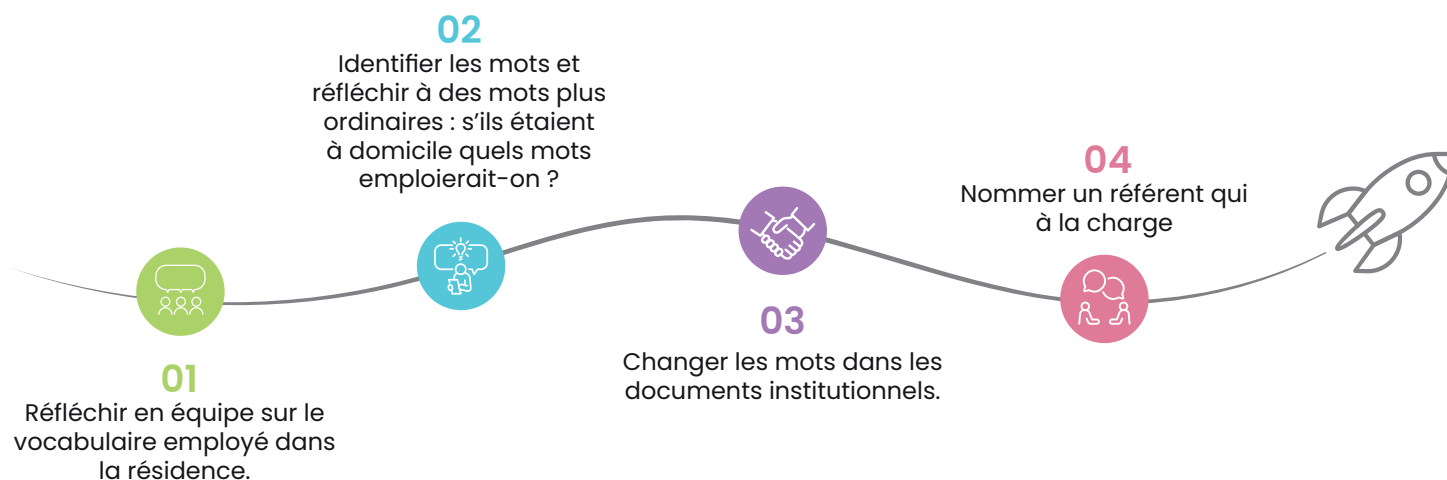 01
Réfléchir en équipe sur le
vocabulaire employé dans
la résidence.
02
Identifier les mots et
réfléchir à des mots plus
ordinaires : s’ils étaient
à domicile quels mots
emploierait-on ?
03
Changer les mots dans les
documents institutionnels.
04
Nommer un référent qui
à la charge